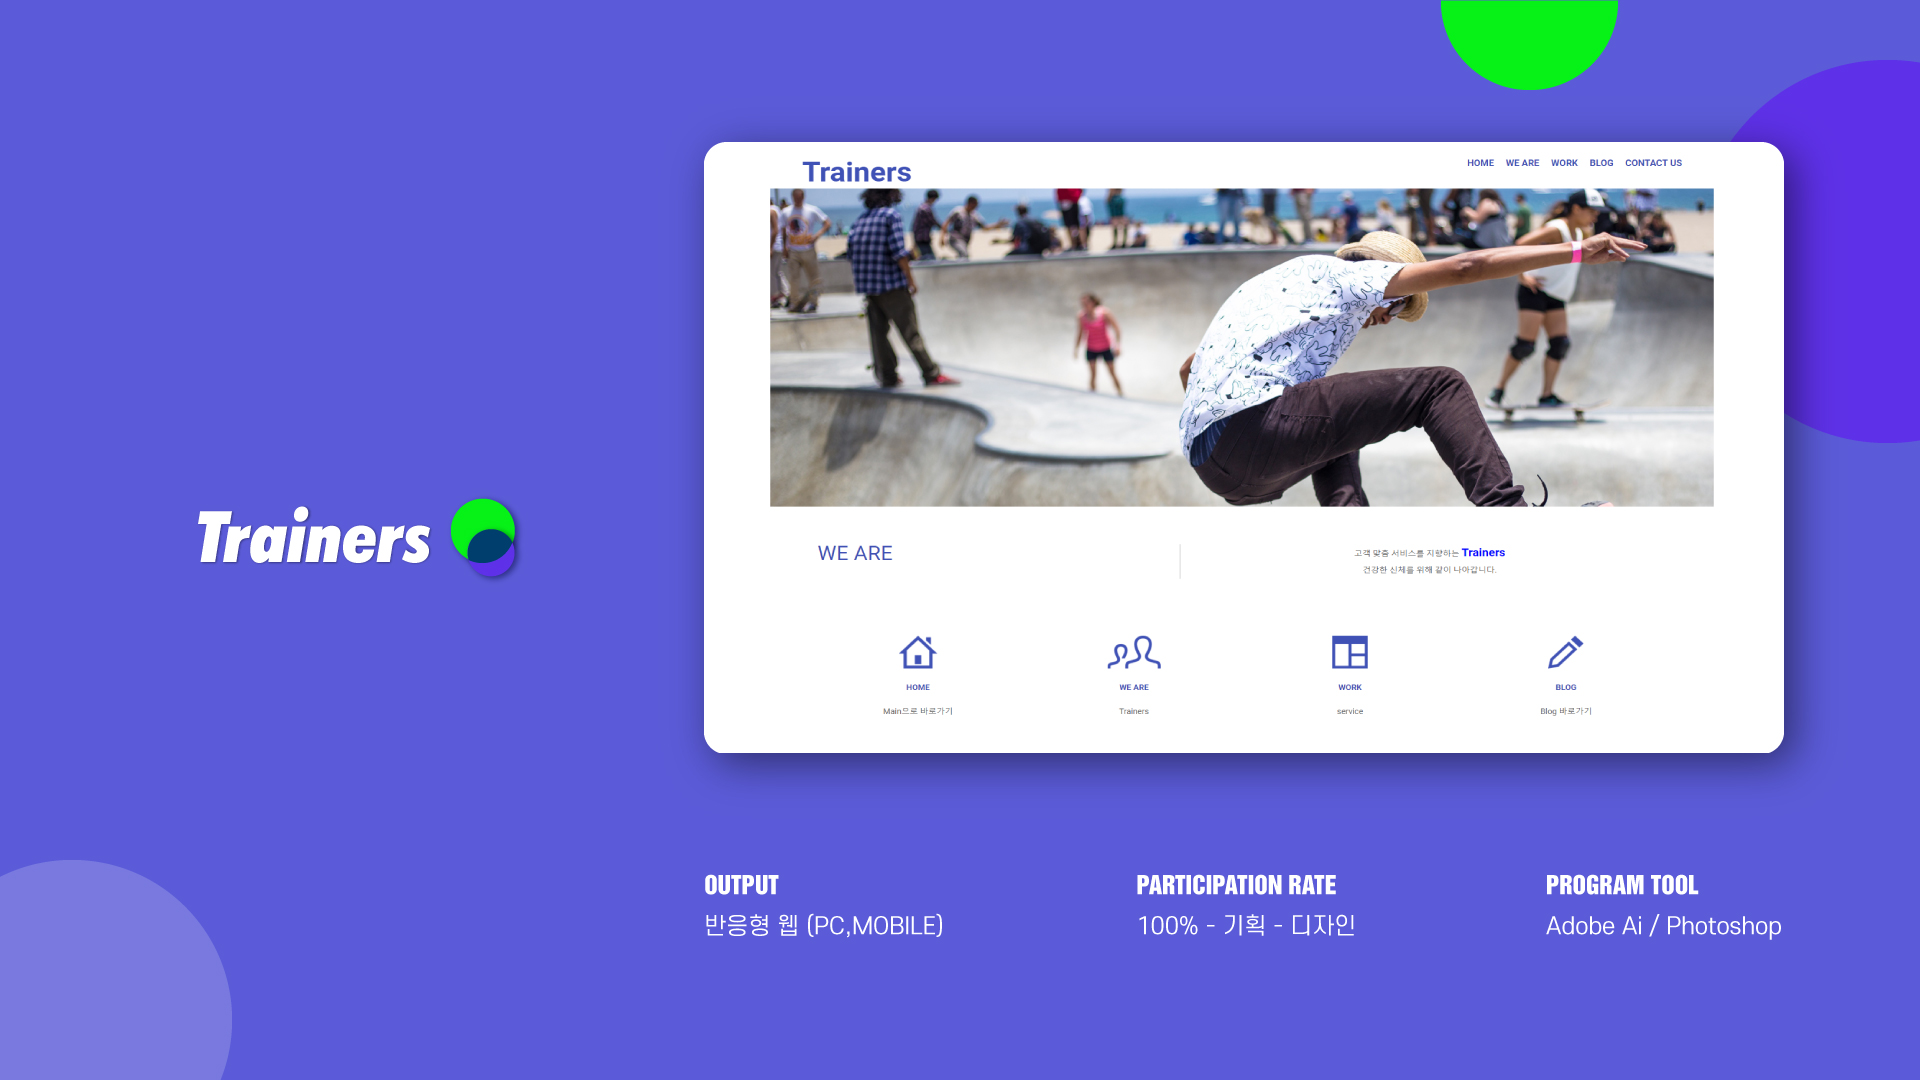 Trainers
Trainers
HOME WE ARE WORK BLOG CONTACT US
WE ARE
고객 맞춤 서비스를 지향하는 Trainers
건강한 신체를 위해 같이 나아갑니다.
HOME
Main으로 바로가기
WE ARE
Trainers
WORK
service
BLOG
Blog 바로가기
OUTPUT
반응형 웹 (PC,MOBILE)
PARTICIPATION RATE
100% - 기획 - 디자인
PROGRAM TOOL
Adobe Ai / Photoshop